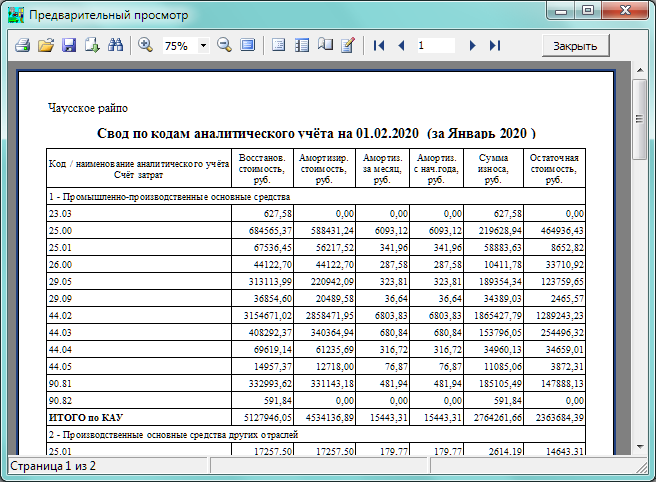 Предварительный просмотр
75%
1
Закрыть
Чаусское райпо
Свод по кодам аналитического учёта на 01.02.2020 (за Январь 2020 )
Код / наименование аналитического учёта Счёт затрат Восстанов. стоимость, руб. Амортизир. стоимость, руб. Амортиз. за месяц, руб. Амортиз. с нач.года, руб. Сумма износа, руб. Остаточная стоимость, руб.
1 - Промышленно-производственные основные средства
23.03 627,58 0,00 0,00 0,00 627,58 0,00
25.00 684565,37 588431,24 6093,12 6093,12 219628,94 464936,43
25.01 67536,45 56217,52 341,96 341,96 58883,63 8652,82
26.00 44122,70 44122,70 287,58 287,58 10411,78 33710,92
29.05 313113,99 220942,09 323,81 323,81 189354,34 123759,65
29.09 36854,60 20489,58 36,64 36,64 34389,03 2465,57
44.02 3154671,02 2858471,95 6803,83 6803,83 1865427,79 1289243,23
44.03 408292,37 340364,94 680,84 680,84 153796,05 254496,32
44.04 69619,14 61235,69 316,72 316,72 34960,13 34659,01
44.05 14957,37 12718,00 76,87 76,87 11085,06 3872,31
90.81 332993,62 331143,18 481,94 481,94 185105,49 147888,13
90.82 591,84 0,00 0,00 0,00 591,84 0,00
ИТОГО по КАУ 5127946,05 4534136,89 15443,31 15443,31 2764261,66 2363684,39
2 - Производственные основные средства других отраслей
25.01 17257,50 17257,50 179,77 179,77 2614,19 14643,31
Страница 1 из 2